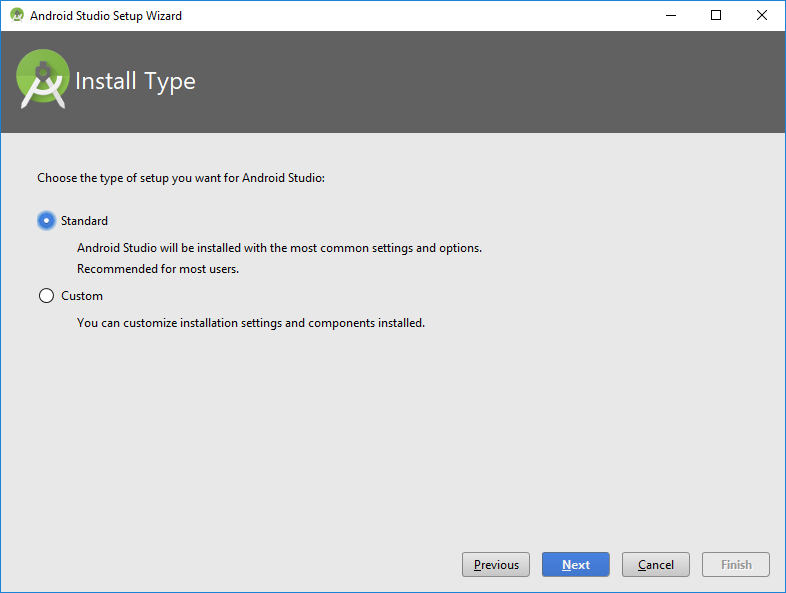 Android Studio Setup Wizard
Install Type
Choose the type of setup you want for Android Studio:
Standard
Android Studio will be installed with the most common settings and options.
Recommended for most users.
Custom
You can customize installation settings and components installed.
Previous Next Cancel Finish